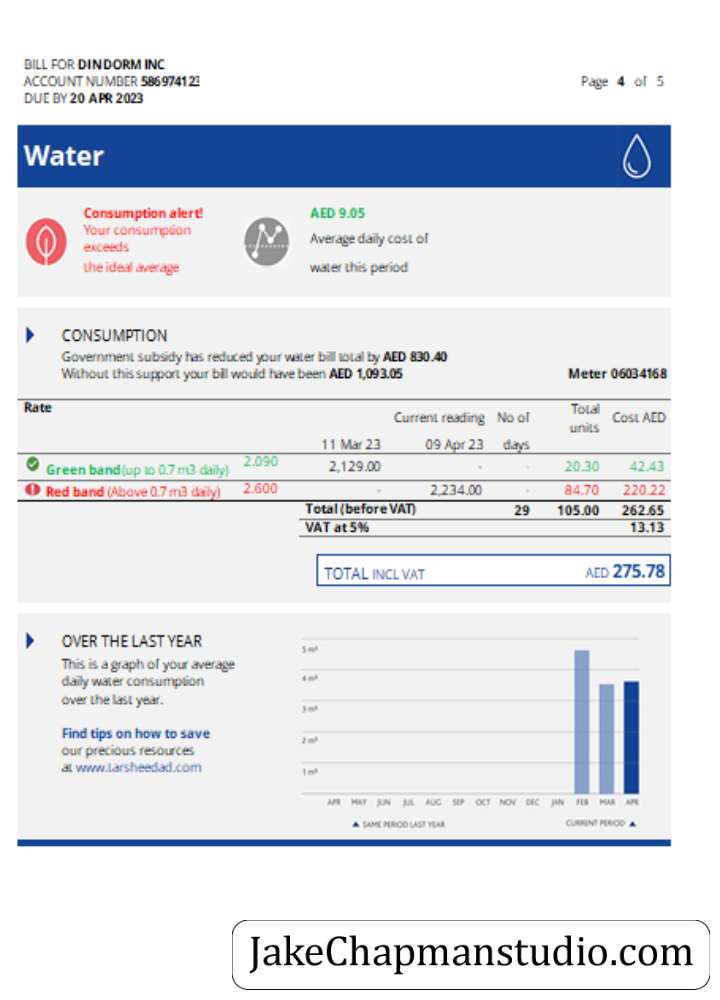 BILL FOR DINDORM INC
ACCOUNT NUMBER 586974123
DUE BY 20 APR 2023
Page 4 of 5
Water
Consumption alert!
Your consumption
exceeds
the ideal average
AED 9.05
Average daily cost of
water this period
CONSUMPTION
Government subsidy has reduced your water bill total by AED 830.40
Without this support your bill would have been AED 1,093.05
Meter 06034168
Rate Current reading No of Total units Cost AED
11 Mar 23 09 Apr 23 days
Green band (up to 0.7 m3 daily) 2.090 2,129.00 - - 20.30 42.43
Red band (Above 0.7 m3 daily) 2.600 - 2,234.00 - 84.70 220.22
Total (before VAT) 29 105.00 262.65
VAT at 5% 13.13
TOTAL INCL VAT AED 275.78
OVER THE LAST YEAR
This is a graph of your average
daily water consumption
over the last year.
Find tips on how to save
our precious resources
at www.tarsheedad.com
5 m³
4 m³
3 m³
2 m³
1 m³
APR MAY JUN JUL AUG SEP OCT NOV DEC JAN FEB MAR APR
▲ SAME PERIOD LAST YEAR CURRENT PERIOD ▲
JakeChapmanstudio.com